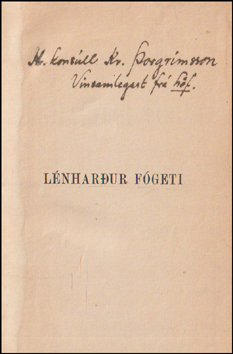 Hr. konsúll Kr. Þorgrímsson
Vinsamlegast frá höf.
LÉNHARÐUR FÓGETI